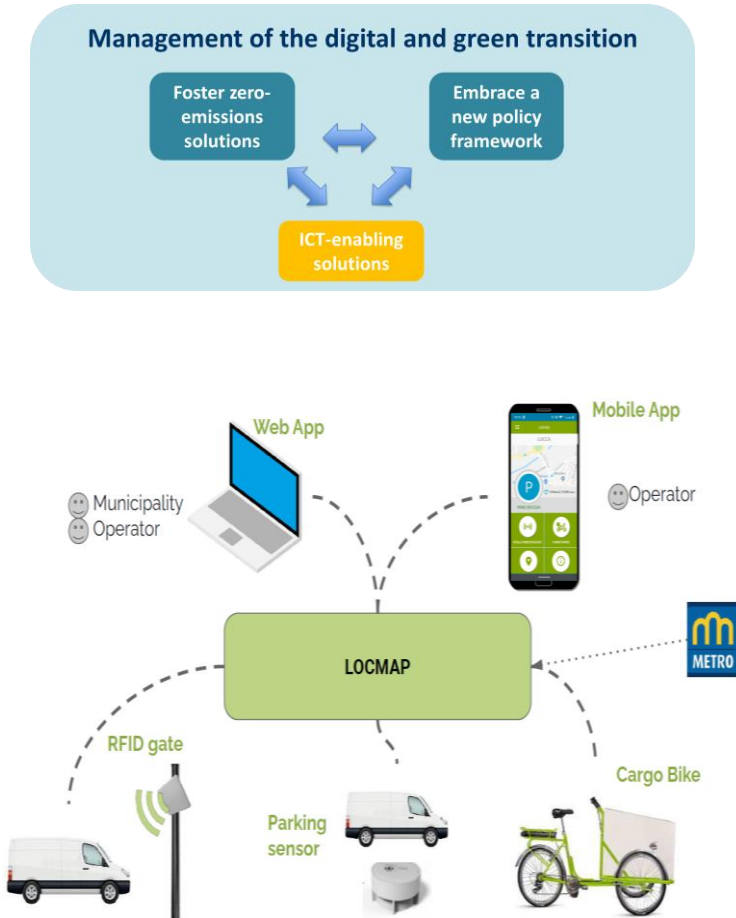 Management of the digital and green transition
Foster zero-
emissions
solutions
Embrace a
new policy
framework
ICT-enabling
solutions
Web App
Mobile App
Municipality
Operator
LUCCA
P
Operator
LOCMAP
METRO
RFID gate
Parking
sensor
Cargo Bike